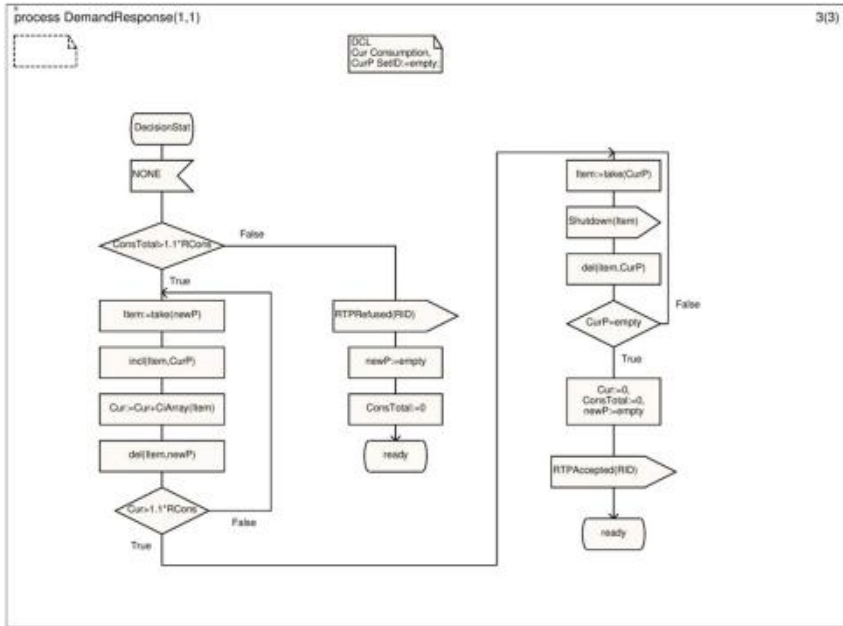 process DemandResponse(1,1)
3(3)
DCL
Cur Consumption,
CurP SetID:=empty;
DecisionStat
NONE
ConsTotal>1.1*RCons
False
True
Item:=take(newP)
incl(Item,CurP)
Cur:=Cur+CiArray(Item)
del(Item,newP)
Cur>1.1*RCons
False
True
RTPRefused(RID)
newP:=empty
ConsTotal:=0
ready
Item:=take(CurP)
Shutdown(Item)
del(Item,CurP)
CurP=empty
False
True
Cur:=0,
ConsTotal:=0,
newP:=empty
RTPAccepted(RID)
ready